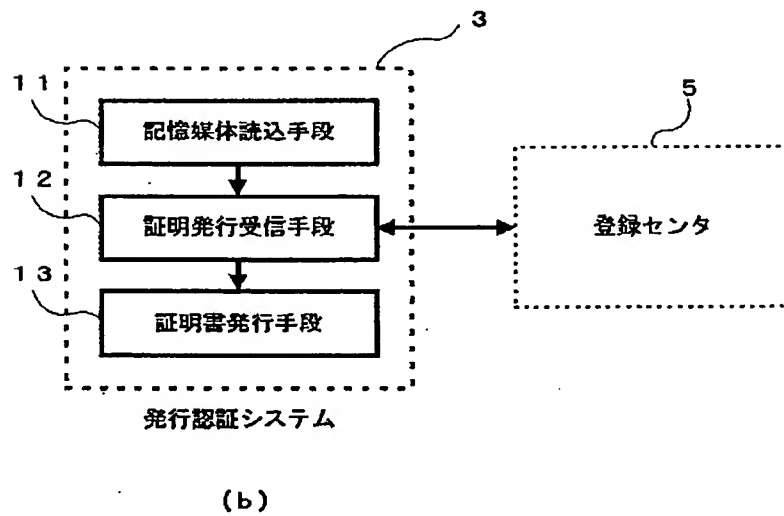 3
11
記憶媒体読込手段
5
12
証明発行受信手段
登録センタ
13
証明書発行手段
発行認証システム
(b)